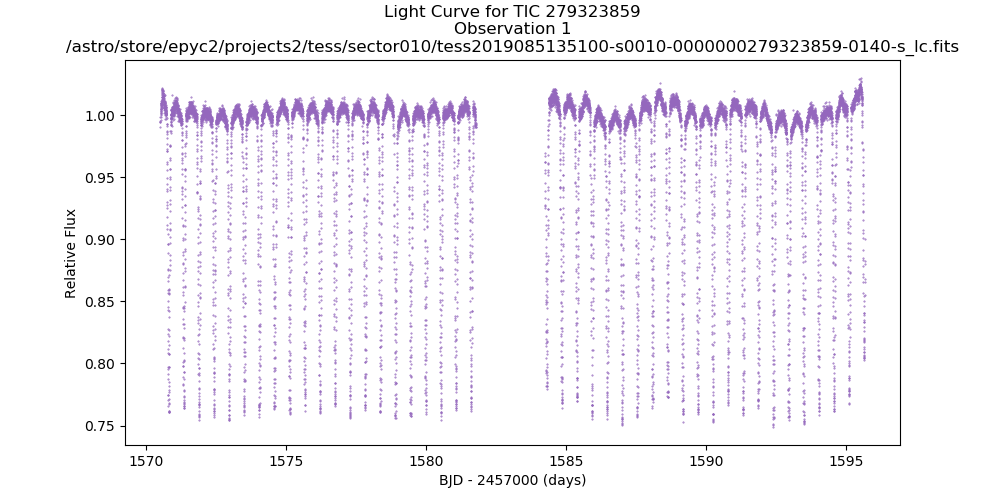 Light Curve for TIC 279323859
Observation 1
/astro/store/epyc2/projects2/tess/sector010/tess2019085135100-s0010-0000000279323859-0140-s_lc.fits
Relative Flux
1.00
0.95
0.90
0.85
0.80
0.75
1570
1575
1580
1585
1590
1595
BJD - 2457000 (days)